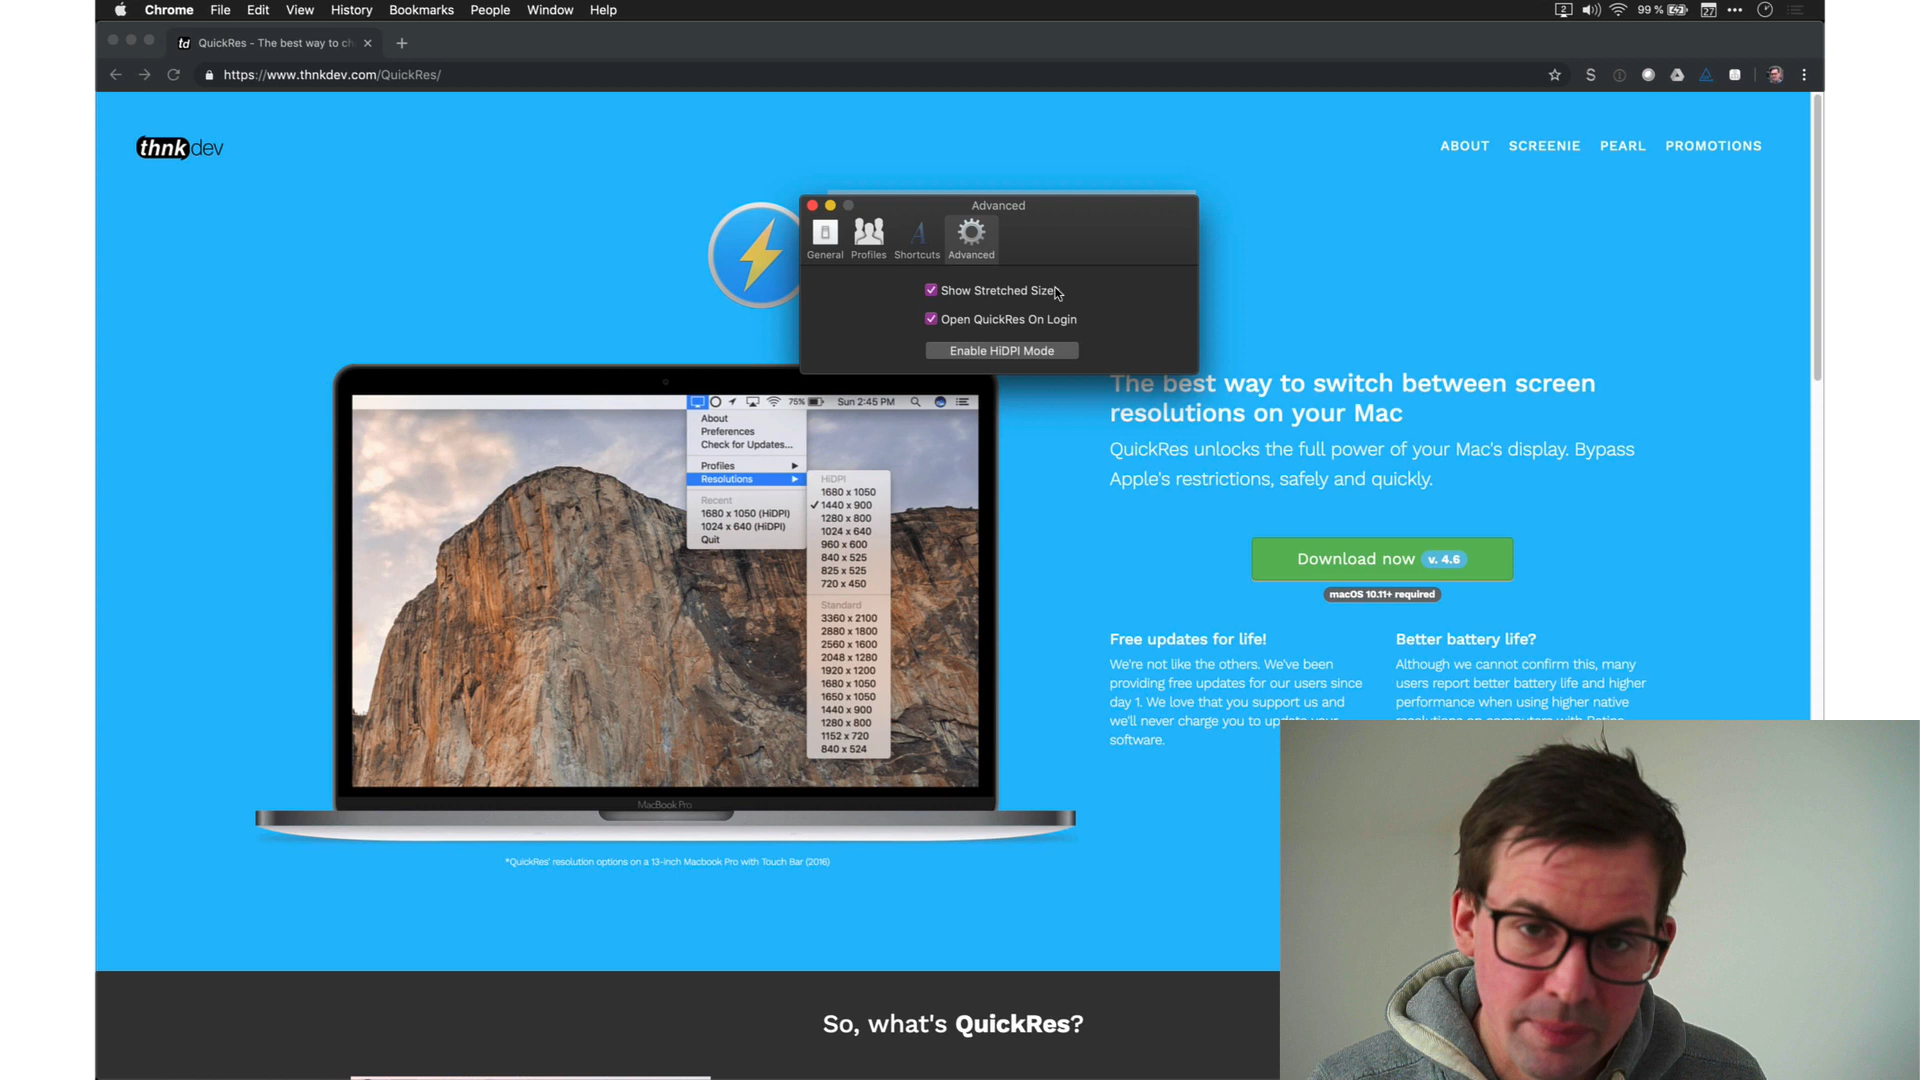 Chrome File Edit View History Bookmarks People Window Help
2 99 % 27
td QuickRes - The best way to ch
https://www.thnkdev.com/QuickRes/
S
thnkdev
ABOUT SCREENIE PEARL PROMOTIONS
Advanced
General Profiles Shortcuts Advanced
Show Stretched Sizes
Open QuickRes On Login
Enable HiDPI Mode
75% Sun 2:45 PM
About
Preferences
Check for Updates...
Profiles
Resolutions
Recent
1680 x 1050 (HiDPI)
1024 x 640 (HiDPI)
Quit
HiDPI
1680 x 1050
1440 x 900
1280 x 800
1024 x 640
960 x 600
840 x 525
825 x 525
720 x 450
Standard
3360 x 2100
2880 x 1800
2560 x 1600
2048 x 1280
1920 x 1200
1680 x 1050
1650 x 1050
1440 x 900
1280 x 800
1152 x 720
840 x 524
MacBook Pro
*QuickRes' resolution options on a 13-inch Macbook Pro with Touch Bar (2016)
The best way to switch between screen
resolutions on your Mac
QuickRes unlocks the full power of your Mac's display. Bypass
Apple's restrictions, safely and quickly.
Download now v. 4.6
macOS 10.11+ required
Free updates for life!
We're not like the others. We've been
providing free updates for our users since
day 1. We love that you support us and
we'll never charge you to update your
software.
Better battery life?
Although we cannot confirm this, many
users report better battery life and higher
performance when using higher native
So, what's QuickRes?